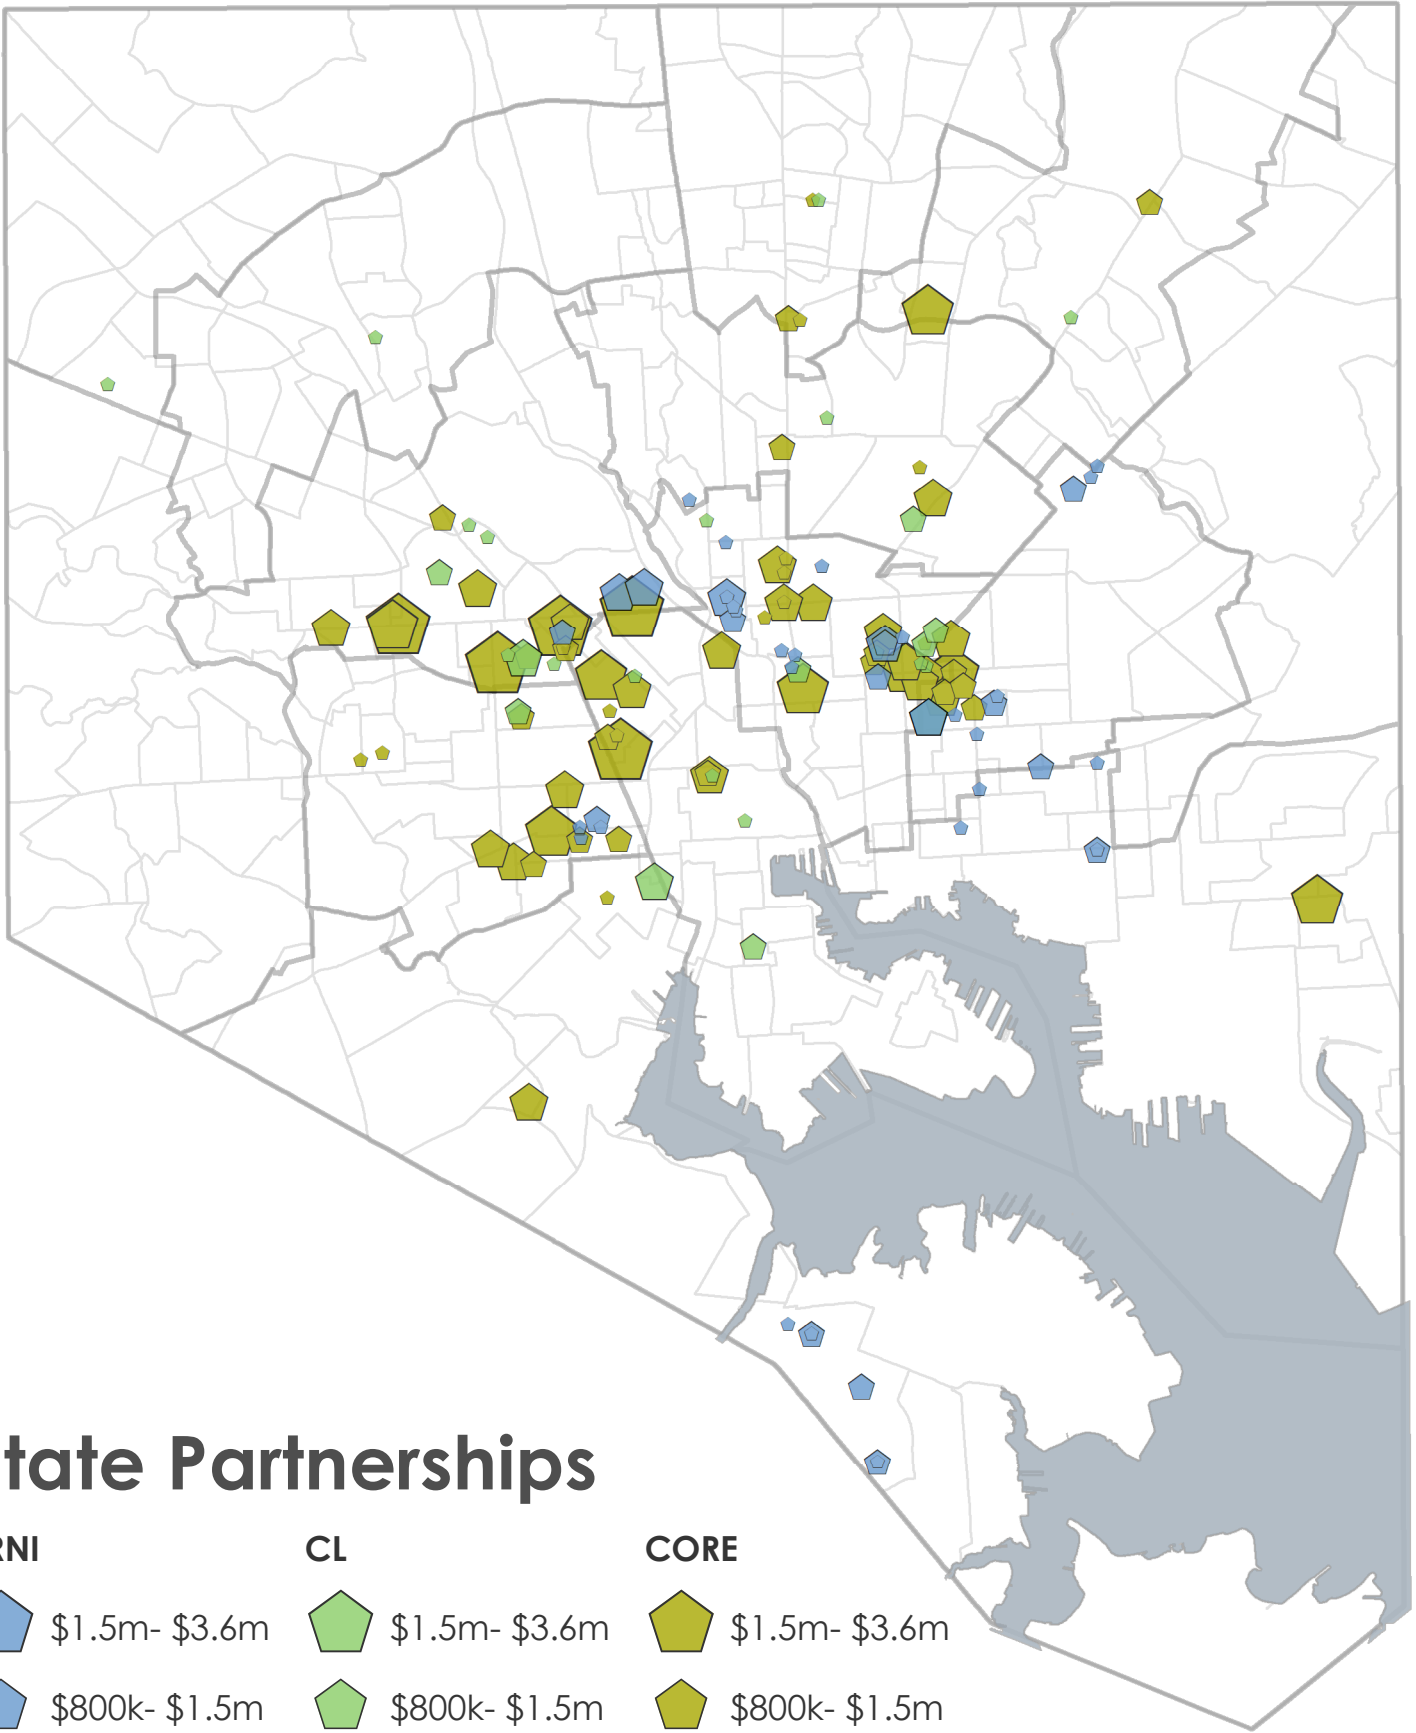 tate Partnerships
RNI CL CORE
$1.5m- $3.6m $1.5m- $3.6m $1.5m- $3.6m
$800k- $1.5m $800k- $1.5m $800k- $1.5m